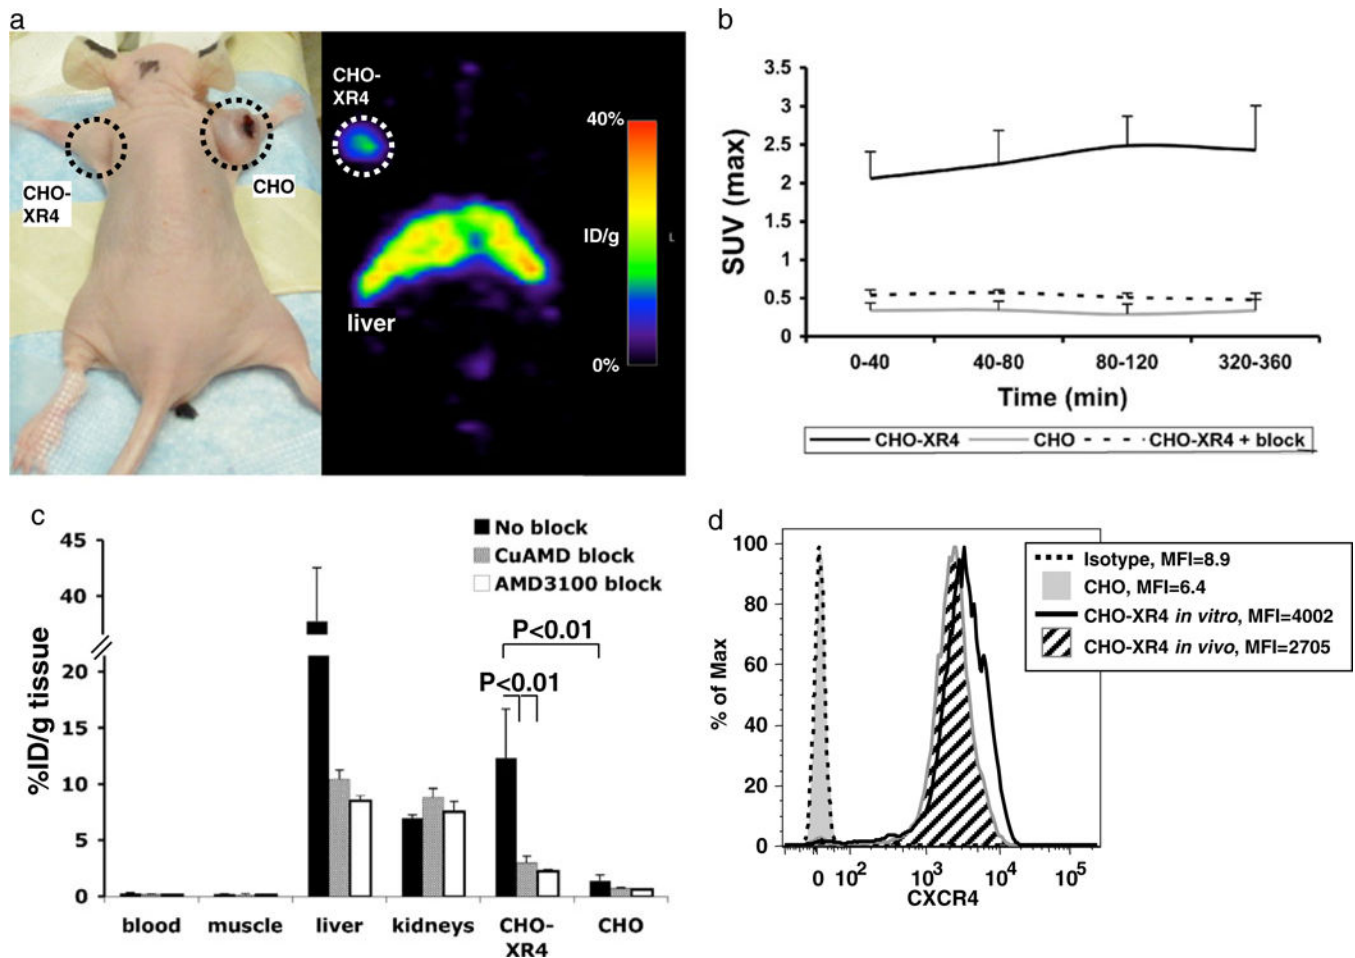 a
CHO-
XR4
CHO
CHO-
XR4
40%
ID/g
L
0%
liver
b
SUV (max)
3.5
3
2.5
2
1.5
1
0.5
0
0-40
40-80
80-120
320-360
Time (min)
CHO-XR4
CHO
CHO-XR4 + block
c
%ID/g tissue
45
40
20
15
10
5
0
No block
CuAMD block
AMD3100 block
P<0.01
P<0.01
blood
muscle
liver
kidneys
CHO-
XR4
CHO
d
% of Max
100
80
60
40
20
0
0
10²
10³
10⁴
10⁵
CXCR4
Isotype, MFI=8.9
CHO, MFI=6.4
CHO-XR4 in vitro, MFI=4002
CHO-XR4 in vivo, MFI=2705